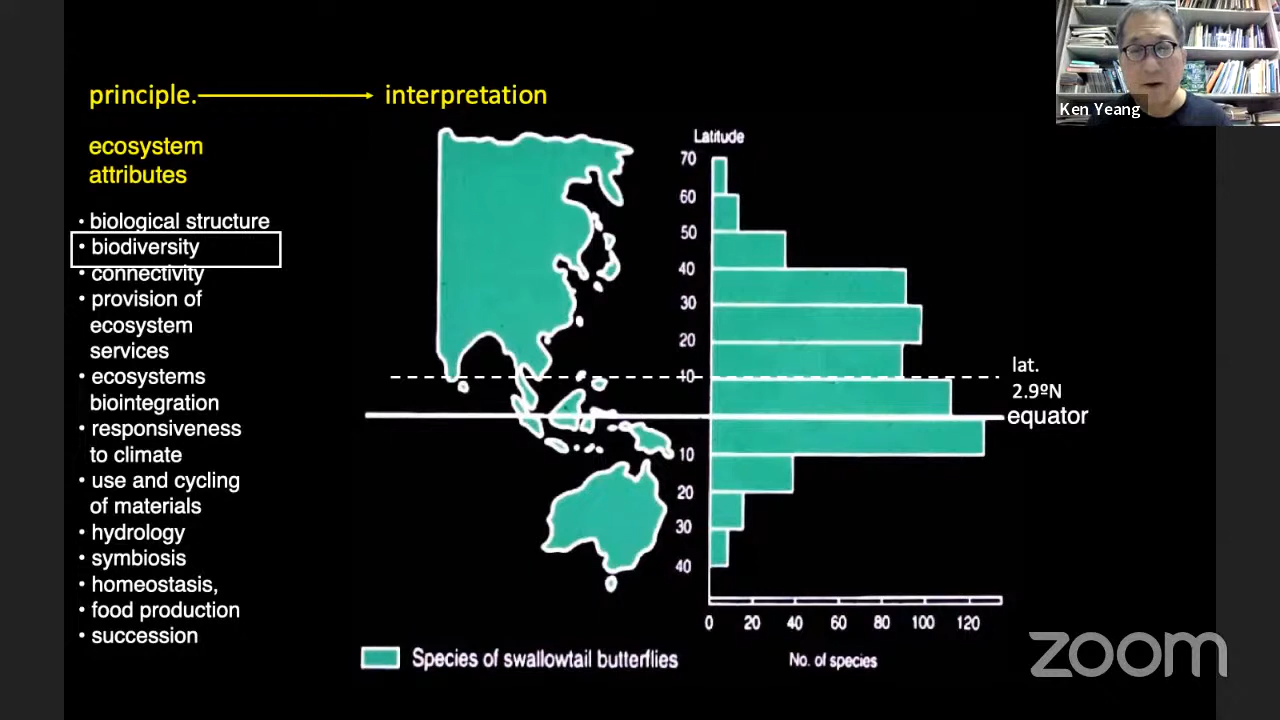 Ken Yeang
principle. interpretation
ecosystem
attributes
• biological structure
• biodiversity
• connectivity
• provision of
ecosystem
services
• ecosystems
biointegration
• responsiveness
to climate
• use and cycling
of materials
• hydrology
• symbiosis
• homeostasis,
• food production
• succession
Latitude
70
60
50
40
30
20
10
10
20
30
40
lat.
2.9ºN
equator
0 20 40 60 80 100 120
Species of swallowtail butterflies
No. of species
zoom